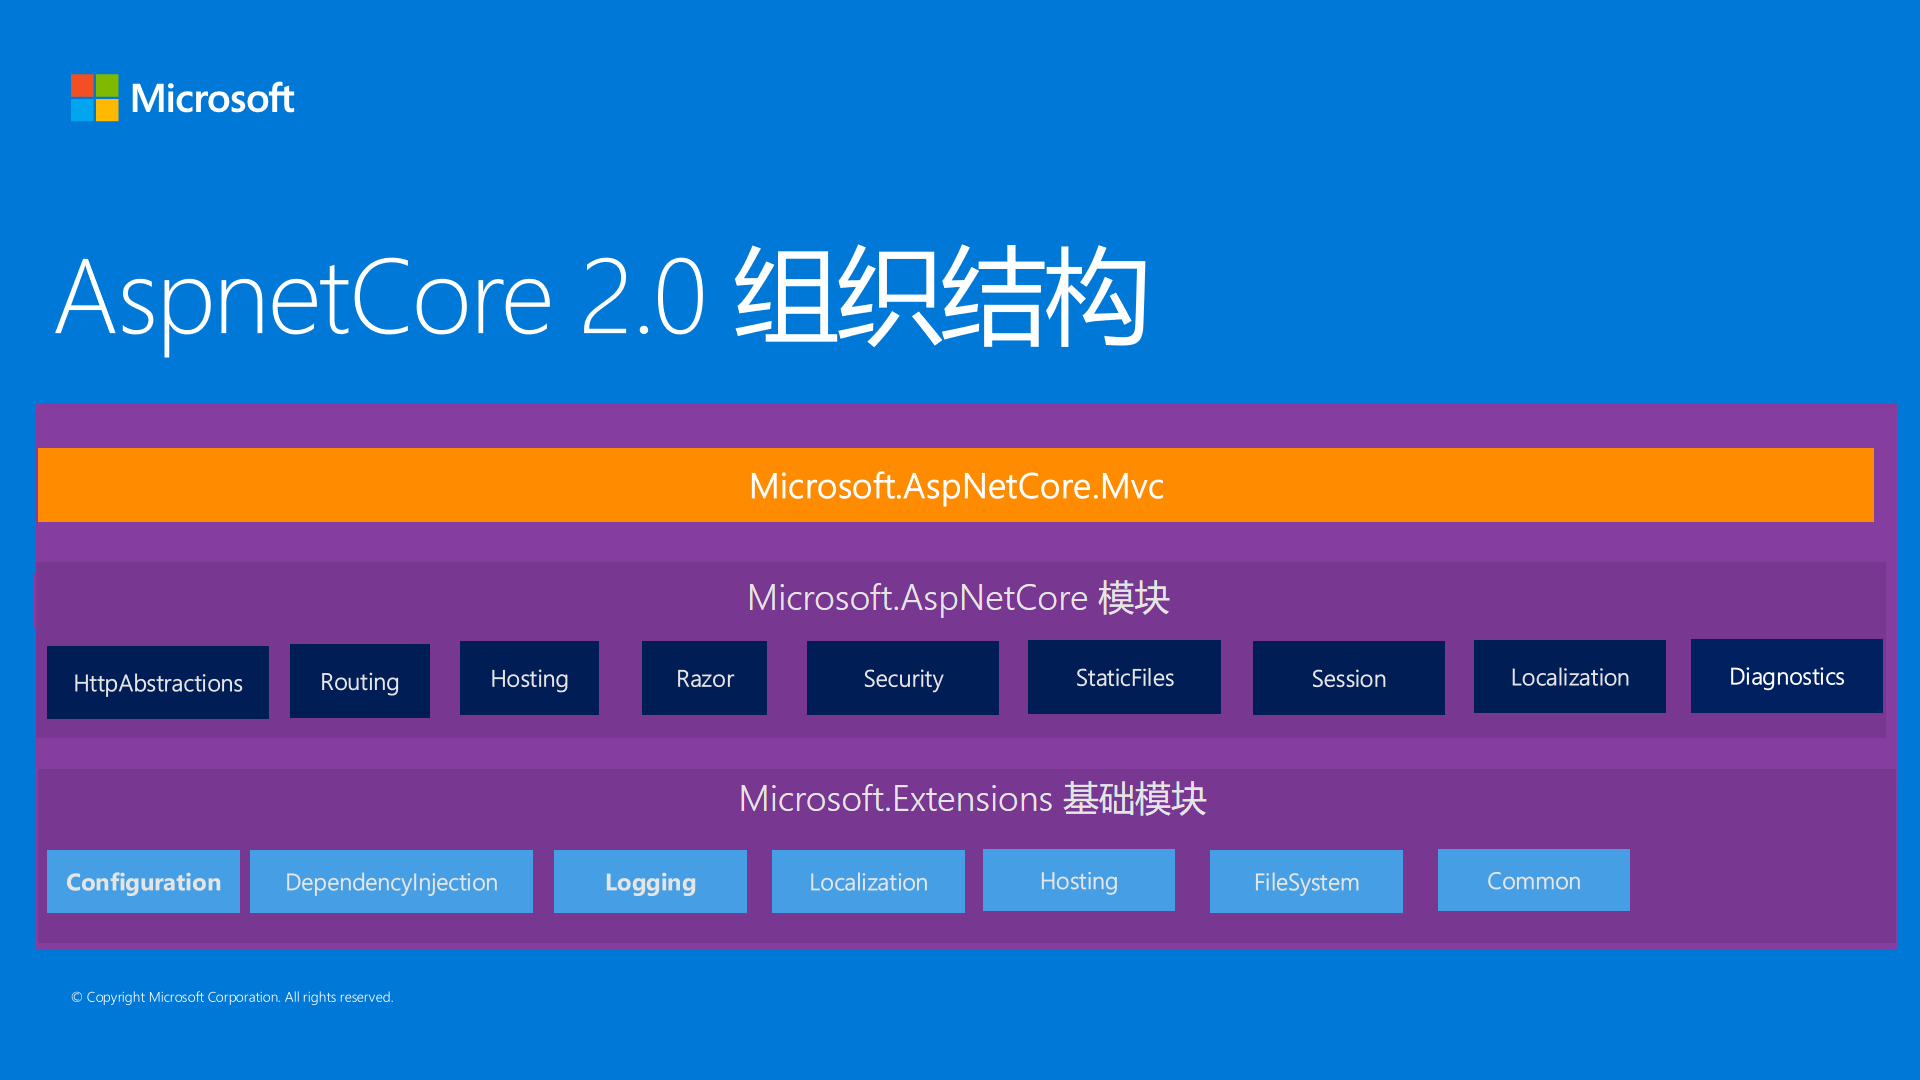 Microsoft
AspnetCore 2.0 组织结构
Microsoft.AspNetCore.Mvc
Microsoft.AspNetCore 模块
HttpAbstractions
Routing
Hosting
Razor
Security
StaticFiles
Session
Localization
Diagnostics
Microsoft.Extensions 基础模块
Configuration
DependencyInjection
Logging
Localization
Hosting
FileSystem
Common
© Copyright Microsoft Corporation. All rights reserved.